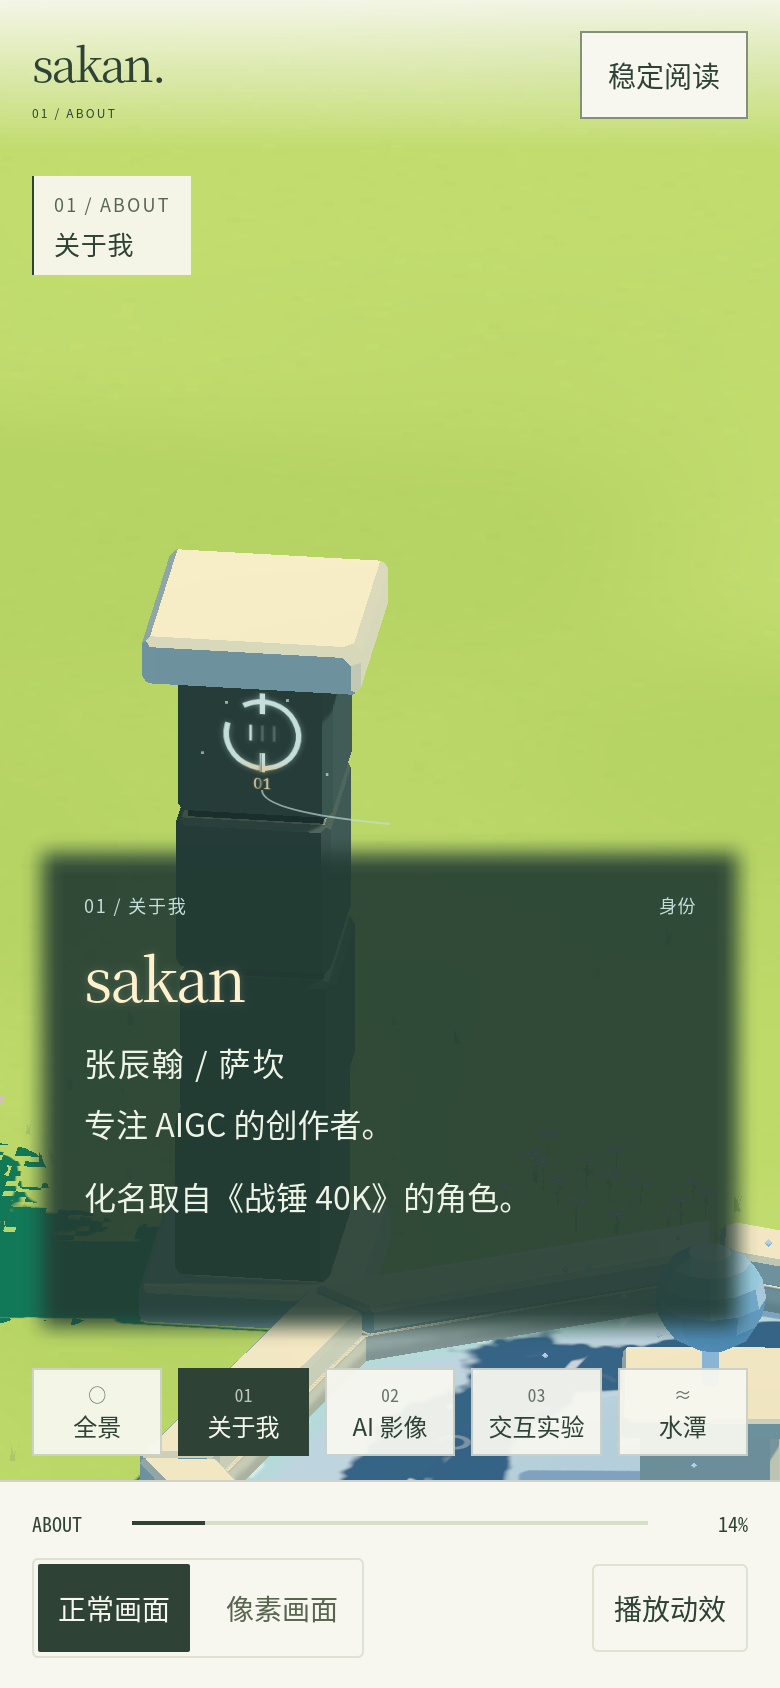 sakan.
稳定阅读
01 / ABOUT
01 / ABOUT
关于我
01
01 / 关于我
身份
sakan
张辰翰 / 萨坎
专注 AIGC 的创作者。
化名取自《战锤 40K》的角色。
全景
01
关于我
02
AI 影像
03
交互实验
≈
水潭
ABOUT
14%
正常画面
像素画面
播放动效